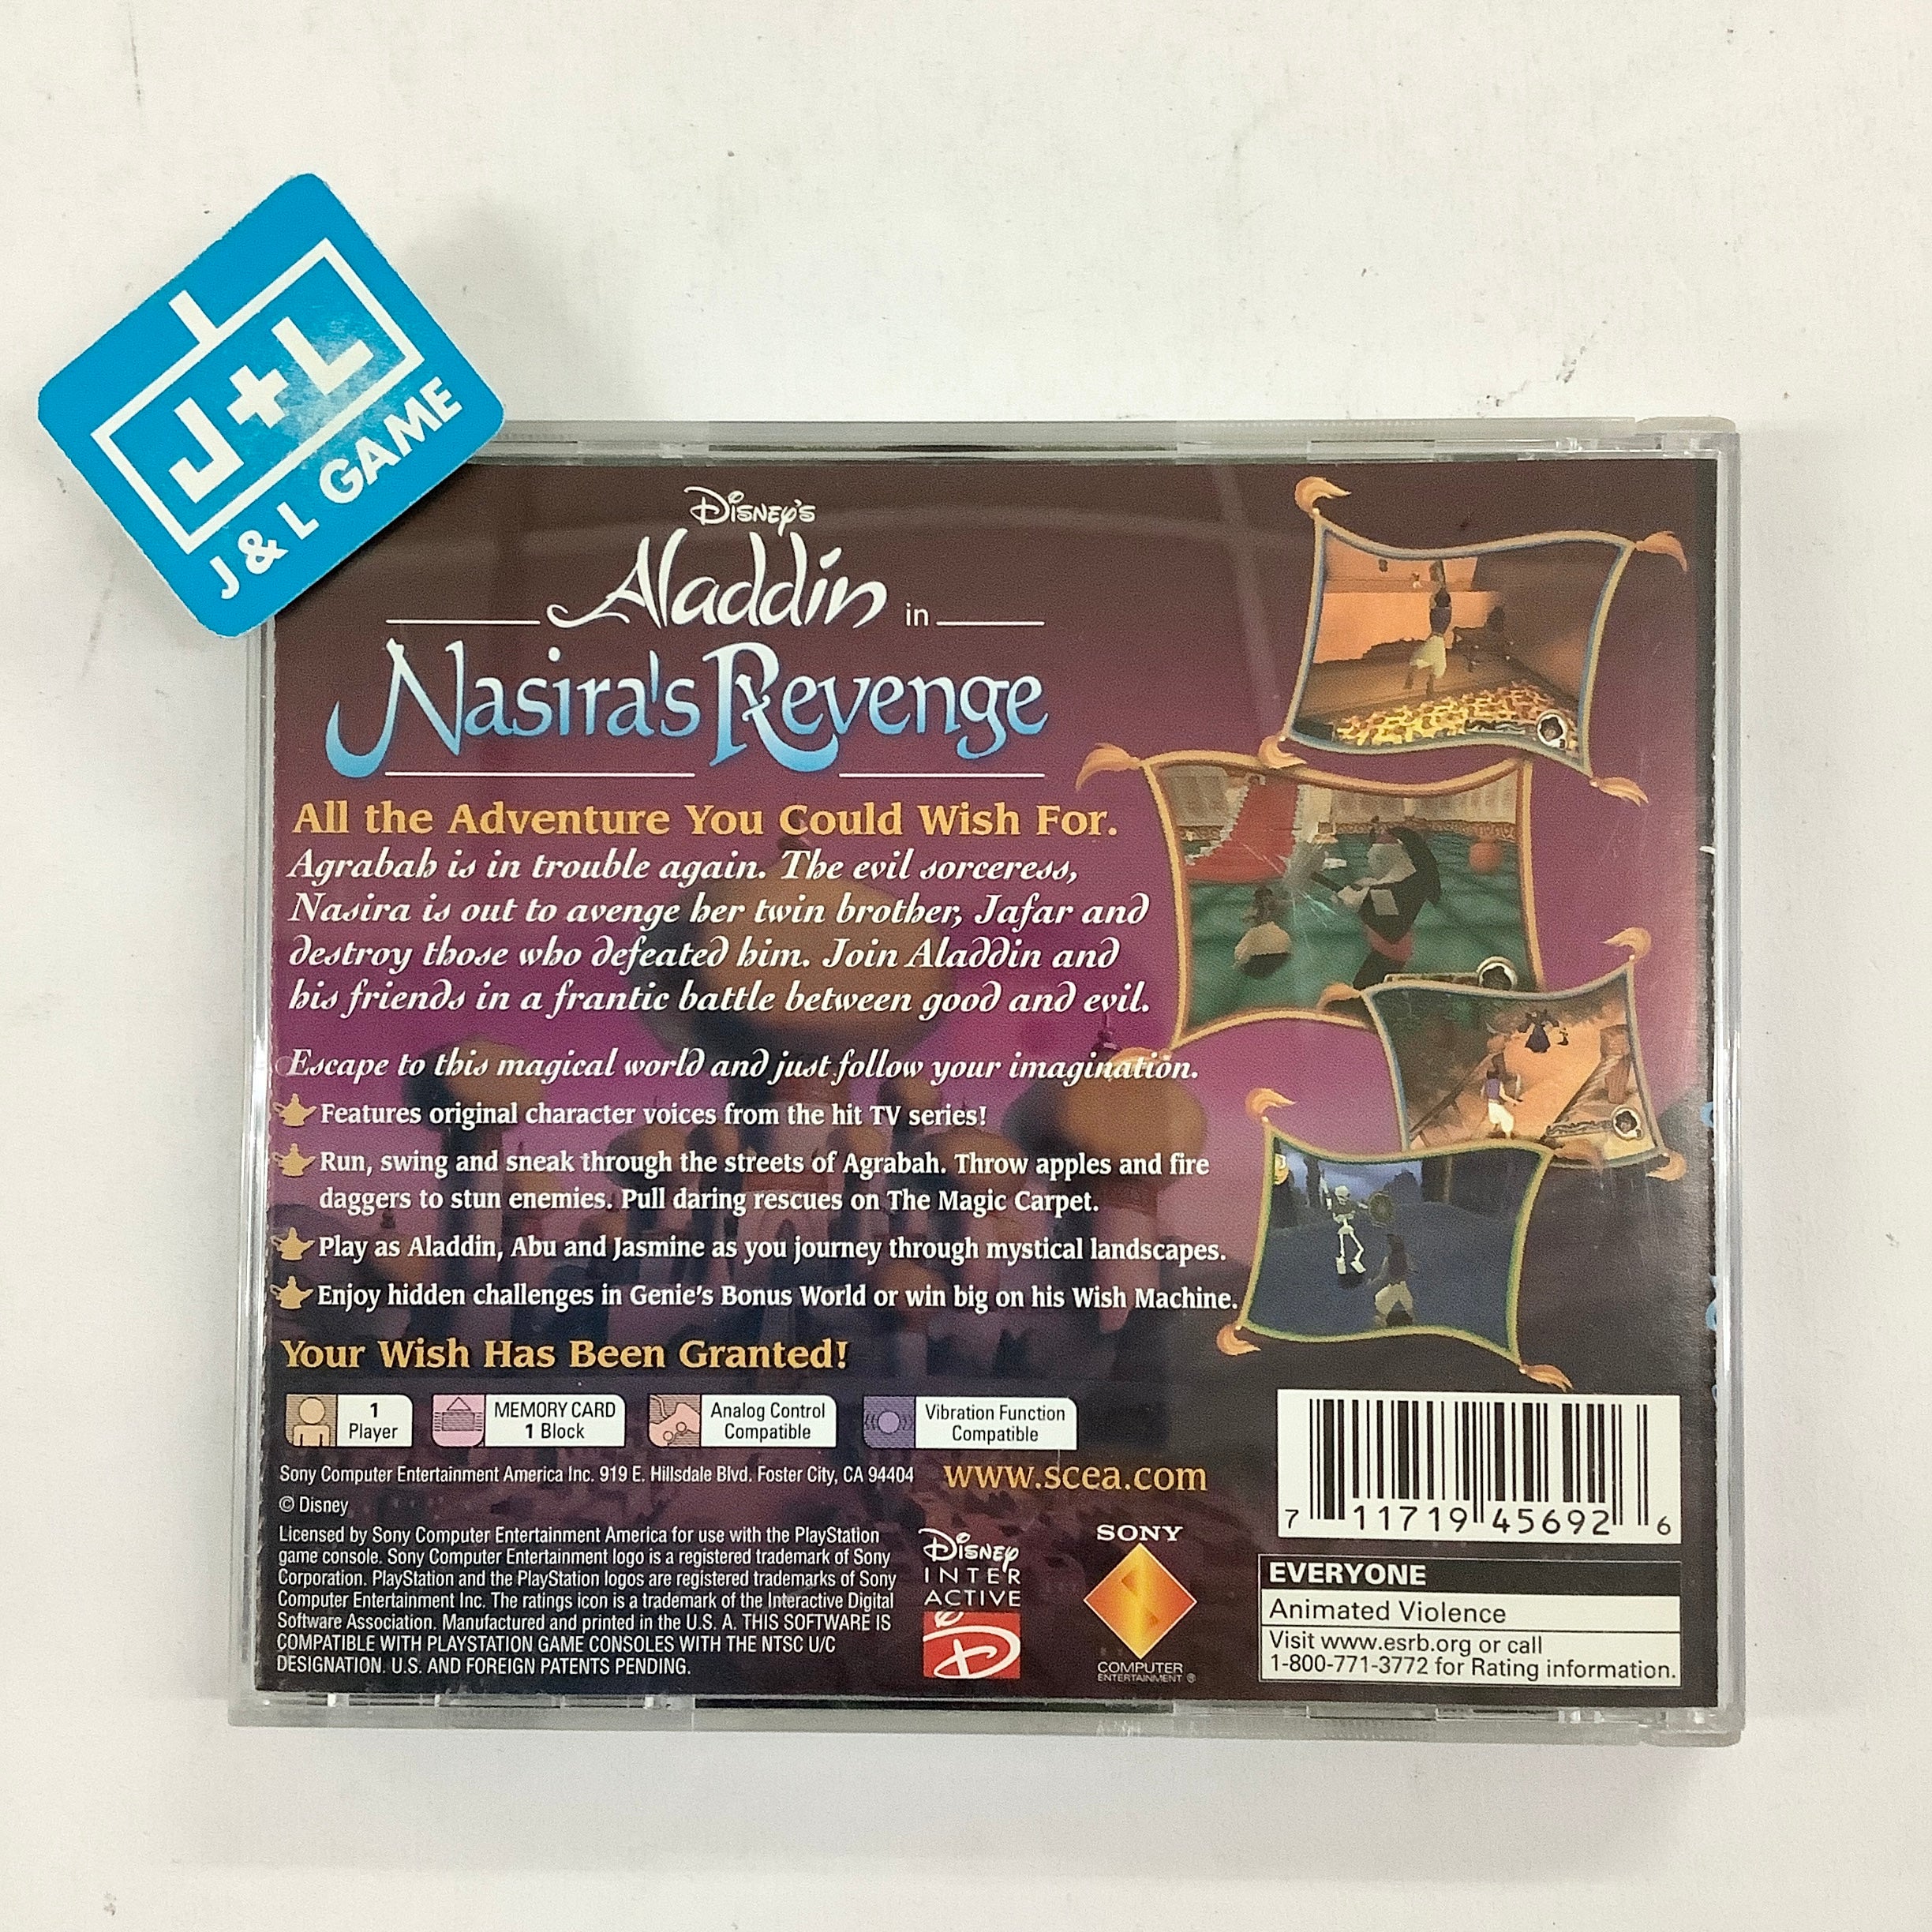 J+L
J & L GAME
DISNEY'S
Aladdin in
Nasira's Revenge
All the Adventure You Could Wish For.
Agrabah is in trouble again. The evil sorceress,
Nasira is out to avenge her twin brother, Jafar and
destroy those who defeated him. Join Aladdin and
his friends in a frantic battle between good and evil.
Escape to this magical world and just follow your imagination.
Features original character voices from the hit TV series!
Run, swing and sneak through the streets of Agrabah. Throw apples and fire
daggers to stun enemies. Pull daring rescues on The Magic Carpet.
Play as Aladdin, Abu and Jasmine as you journey through mystical landscapes.
Enjoy hidden challenges in Genie's Bonus World or win big on his Wish Machine.
Your Wish Has Been Granted!
1
Player
MEMORY CARD
1 Block
Analog Control
Compatible
Vibration Function
Compatible
Sony Computer Entertainment America Inc. 919 E. Hillsdale Blvd. Foster City, CA 94404
www.scea.com
© Disney
Licensed by Sony Computer Entertainment America for use with the PlayStation
game console. Sony Computer Entertainment logo is a registered trademark of Sony
Corporation. PlayStation and the PlayStation logos are registered trademarks of Sony
Computer Entertainment Inc. The ratings icon is a trademark of the Interactive Digital
Software Association. Manufactured and printed in the U.S. A. THIS SOFTWARE IS
COMPATIBLE WITH PLAYSTATION GAME CONSOLES WITH THE NTSC U/C
DESIGNATION. U.S. AND FOREIGN PATENTS PENDING.
DISNEY
INTER
ACTIVE
D
SONY
COMPUTER
ENTERTAINMENT ®
7 11719 45692 6
EVERYONE
Animated Violence
Visit www.esrb.org or call
1-800-771-3772 for Rating information.